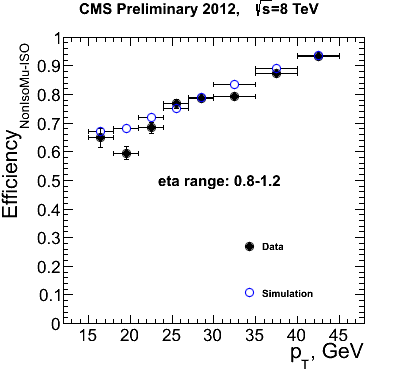 CMS Preliminary 2012, √s=8 TeV
Efficiency NonIsoMu-ISO
1
0.9
0.8
0.7
0.6
0.5
0.4
0.3
0.2
0.1
0
eta range: 0.8-1.2
Data
Simulation
15 20 25 30 35 40 45
p_T, GeV